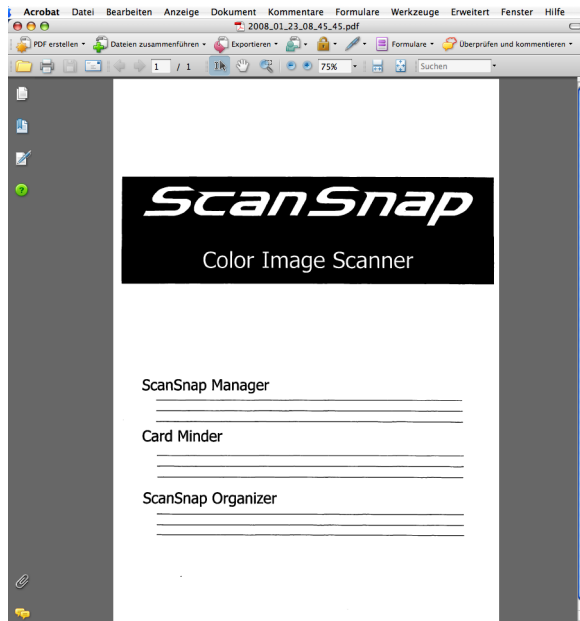 Acrobat Datei Bearbeiten Anzeige Dokument Kommentare Formulare Werkzeuge Erweitert Fenster Hilfe
2008_01_23_08_45_45.pdf
PDF erstellen Dateien zusammenführen Exportieren Formulare Überprüfen und kommentieren
1 / 1 75% Suchen
ScanSnap
Color Image Scanner
ScanSnap Manager
Card Minder
ScanSnap Organizer